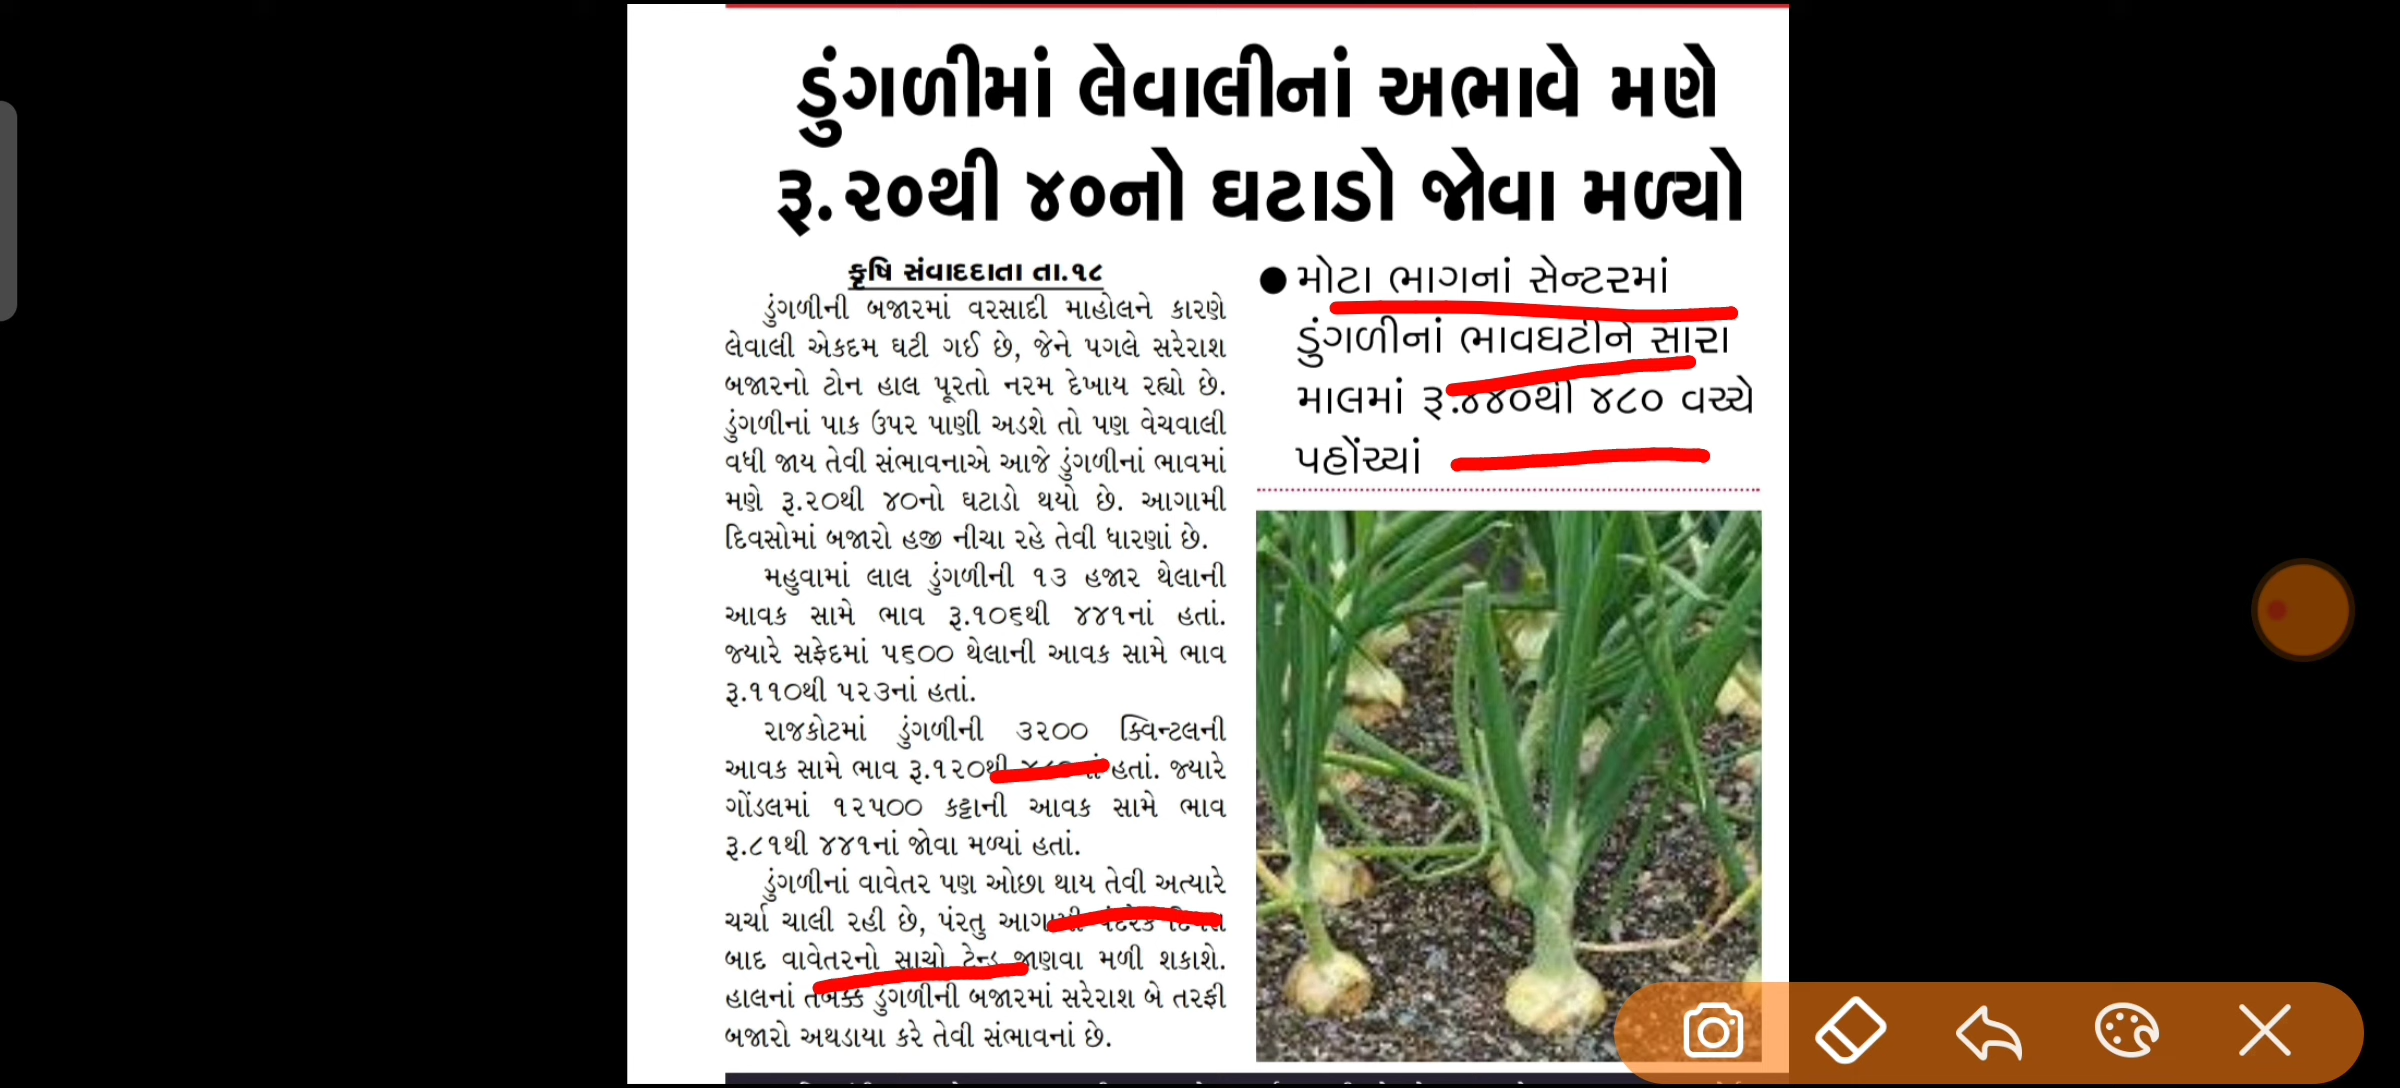 ડુંગળીમાં લેવાલીનાં અભાવે મણે
રૂ.૨૦થી ૪૦નો ઘટાડો જોવા મળ્યો
કૃષિ સંવાદદાતા તા.૧૮
ડુંગળીની બજારમાં વરસાદી માહોલને કારણે
લેવાલી એકદમ ઘટી ગઈ છે, જેને પગલે સરેરાશ
બજારનો ટોન હાલ પૂરતો નરમ દેખાય રહ્યો છે.
ડુંગળીનાં પાક ઉપર પાણી અડશે તો પણ વેચવાલી
વધી જાય તેવી સંભાવનાએ આજે ડુંગળીનાં ભાવમાં
મણે રૂ.૨૦થી ૪૦નો ઘટાડો થયો છે. આગામી
દિવસોમાં બજારો હજી નીચા રહે તેવી ધારણાં છે.
મહુવામાં લાલ ડુંગળીની ૧૩ હજાર થેલાની
આવક સામે ભાવ રૂ.૧૦૬થી ૪૪૧નાં હતાં.
જ્યારે સફેદમાં ૫૬૦૦ થેલાની આવક સામે ભાવ
રૂ.૧૧૦થી ૫૨૩નાં હતાં.
રાજકોટમાં ડુંગળીની ૩૨૦૦ ક્વિન્ટલની
આવક સામે ભાવ રૂ.૧૨૦થી હતાં. જ્યારે
ગોંડલમાં ૧૨૫૦૦ કટ્ટાની આવક સામે ભાવ
રૂ.૮૧થી ૪૪૧નાં જોવા મળ્યાં હતાં.
ડુંગળીનાં વાવેતર પણ ઓછા થાય તેવી અત્યારે
ચર્ચા ચાલી રહી છે, પંરતુ આગામી પંદરેક દિવસ
બાદ વાવેતરનો સાચો ટ્રેન્ડ જાણવા મળી શકાશે.
હાલનાં તબક્કે ડુંગળીની બજારમાં સરેરાશ બે તરફી
બજારો અથડાયા કરે તેવી સંભાવનાં છે.
● મોટા ભાગનાં સેન્ટરમાં
ડુંગળીનાં ભાવઘટીને સારા
માલમાં રૂ.૪૪૦થી ૪૮૦ વચ્ચે
પહોંચ્યાં